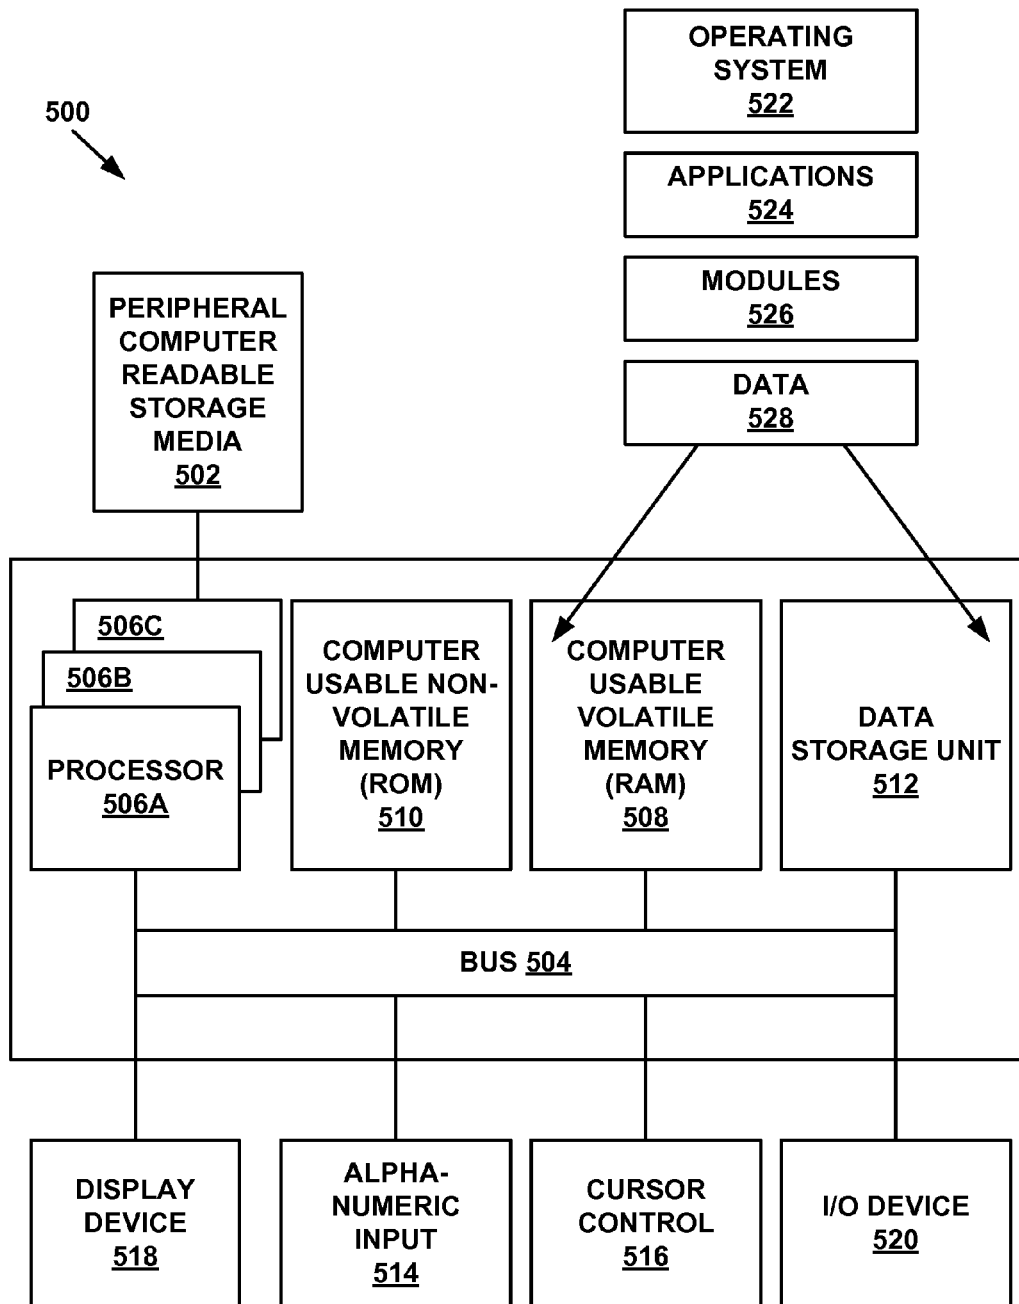 OPERATING
SYSTEM
522
500
APPLICATIONS
524
MODULES
526
PERIPHERAL
COMPUTER
READABLE
STORAGE
MEDIA
502
DATA
528
506C
506B
PROCESSOR
506A
COMPUTER
USABLE NON-
VOLATILE
MEMORY
(ROM)
510
COMPUTER
USABLE
VOLATILE
MEMORY
(RAM)
508
DATA
STORAGE UNIT
512
BUS 504
DISPLAY
DEVICE
518
ALPHA-
NUMERIC
INPUT
514
CURSOR
CONTROL
516
I/O DEVICE
520